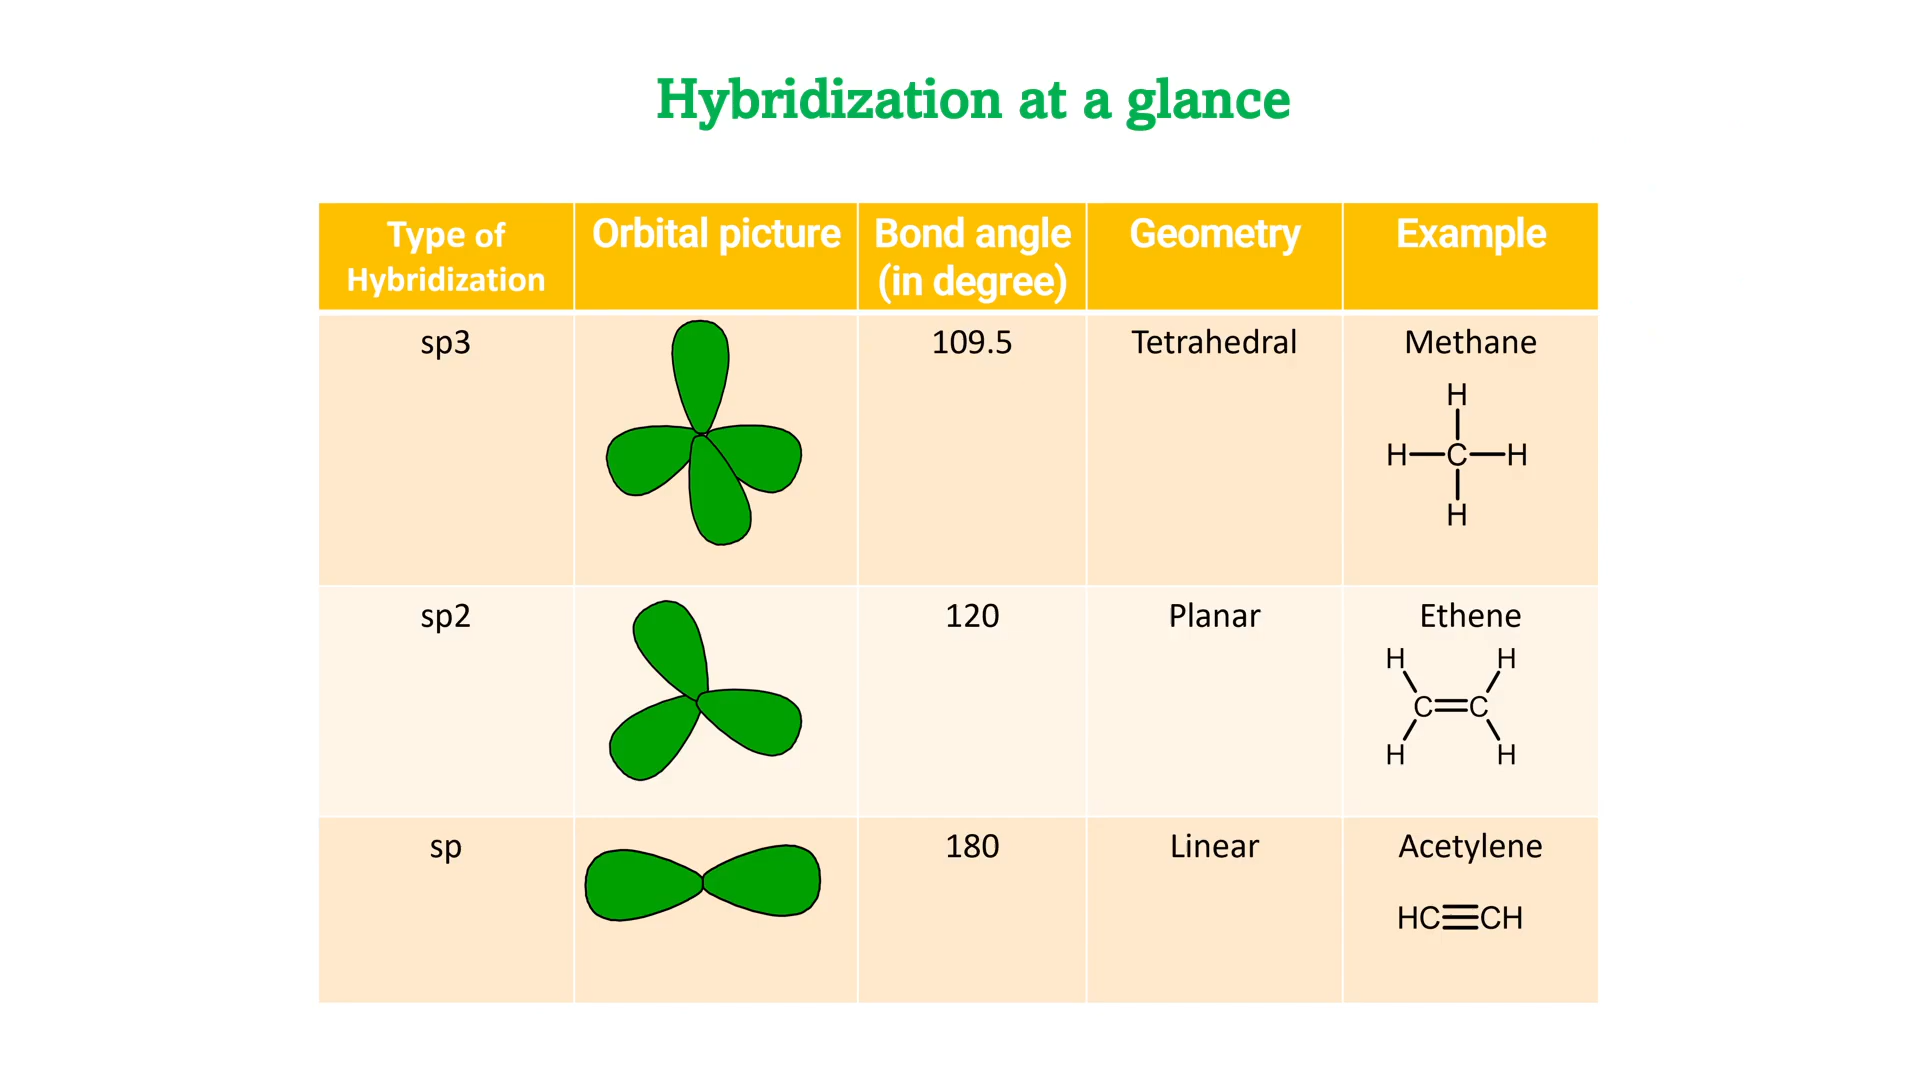 Hybridization at a glance
Type of
Hybridization
Orbital picture
Bond angle
(in degree)
Geometry
Example
sp3
109.5
Tetrahedral
Methane
H
H C H
H
sp2
120
Planar
Ethene
H H
C C
H H
sp
180
Linear
Acetylene
HC≡CH